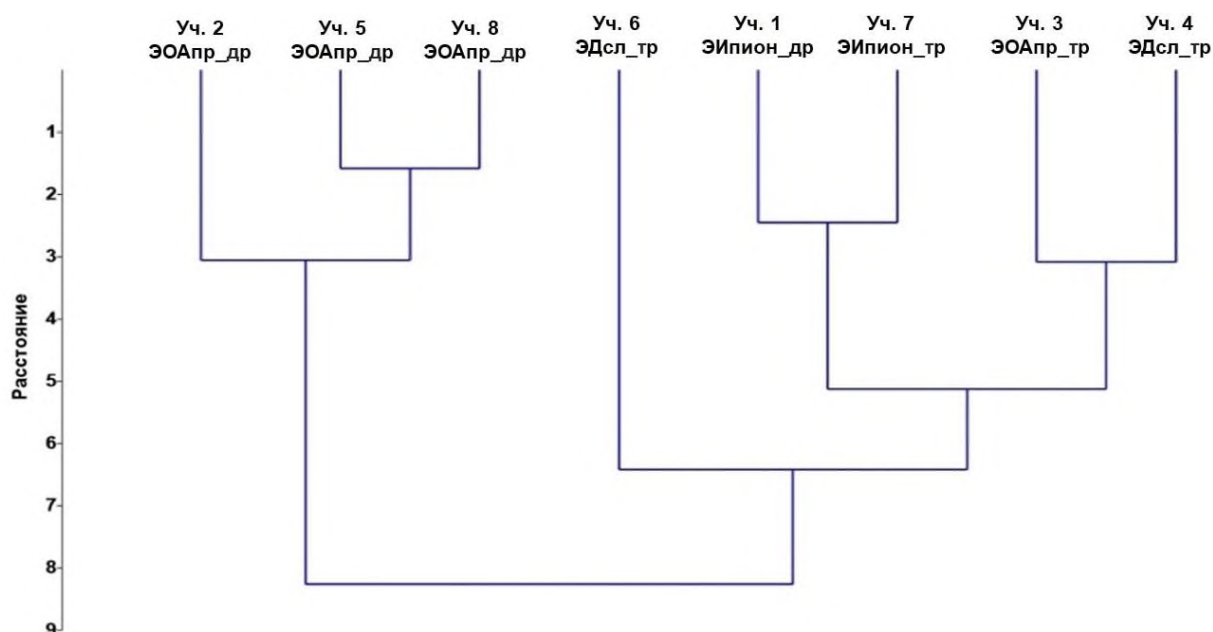 Уч. 2
ЭОАпр_др
Уч. 5
ЭОАпр_др
Уч. 8
ЭОАпр_др
Уч. 6
ЭДсл_тр
Уч. 1
ЭИпион_др
Уч. 7
ЭИпион_тр
Уч. 3
ЭОАпр_тр
Уч. 4
ЭДсл_тр
Расстояние
1
2
3
4
5
6
7
8
9